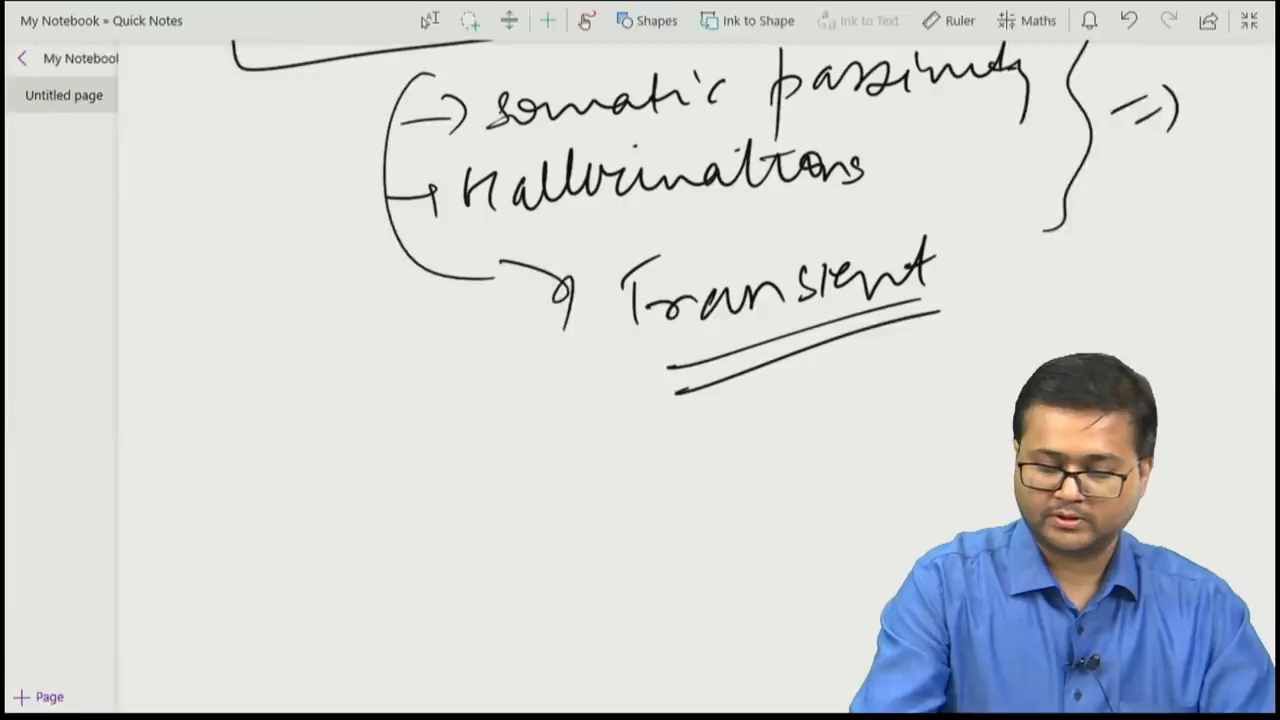 My Notebook » Quick Notes Shapes Ink to Shape Ink to Text Ruler Maths
My Notebook
Untitled page
somatic passivity
Hallucinations
Transient
+ Page